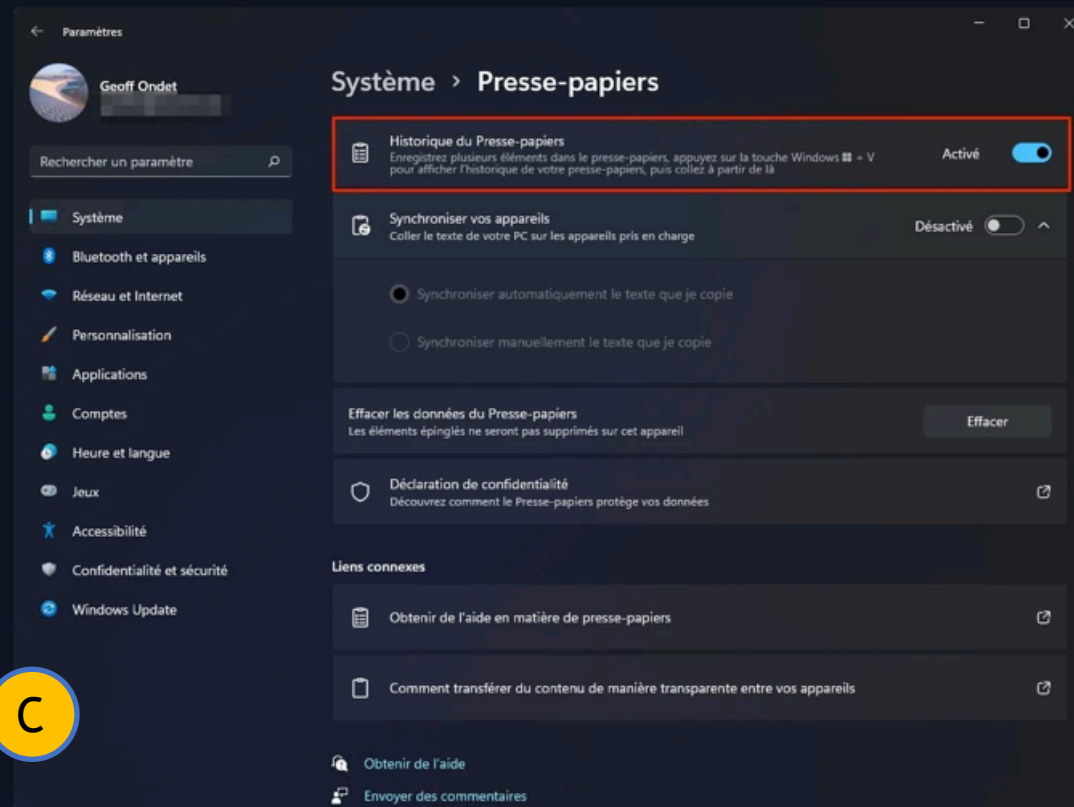 Paramètres
Geoff Ondet
Rechercher un paramètre
Système
Bluetooth et appareils
Réseau et Internet
Personnalisation
Applications
Comptes
Heure et langue
Jeux
Accessibilité
Confidentialité et sécurité
Windows Update
C
Système > Presse-papiers
Historique du Presse-papiers
Enregistrez plusieurs éléments dans le presse-papiers, appuyez sur la touche Windows + V
pour afficher l'historique de votre presse-papiers, puis collez à partir de là
Activé
Synchroniser vos appareils
Coller le texte de votre PC sur les appareils pris en charge
Désactivé
Synchroniser automatiquement le texte que je copie
Synchroniser manuellement le texte que je copie
Effacer les données du Presse-papiers
Les éléments épinglés ne seront pas supprimés sur cet appareil
Effacer
Déclaration de confidentialité
Découvrez comment le Presse-papiers protège vos données
Liens connexes
Obtenir de l'aide en matière de presse-papiers
Comment transférer du contenu de manière transparente entre vos appareils
Obtenir de l'aide
Envoyer des commentaires